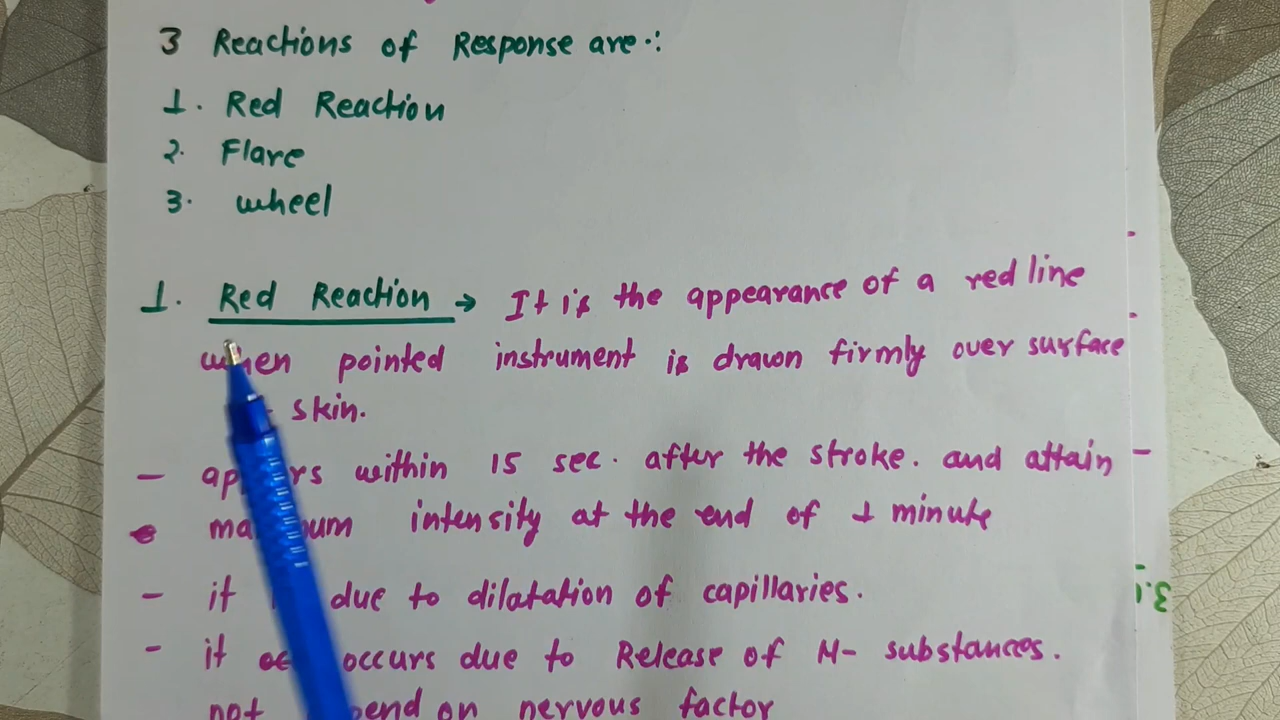 3 Reactions of Response are:
1. Red Reaction
2. Flare
3. wheel
1. Red Reaction → It is the appearance of a red line
when pointed instrument is drawn firmly over surface
skin.
- within 15 sec. after the stroke. and attain
intensity at the end of 1 minute
- it due to dilatation of capillaries.
- it occurs due to Release of H- substances.
not on nervous factor